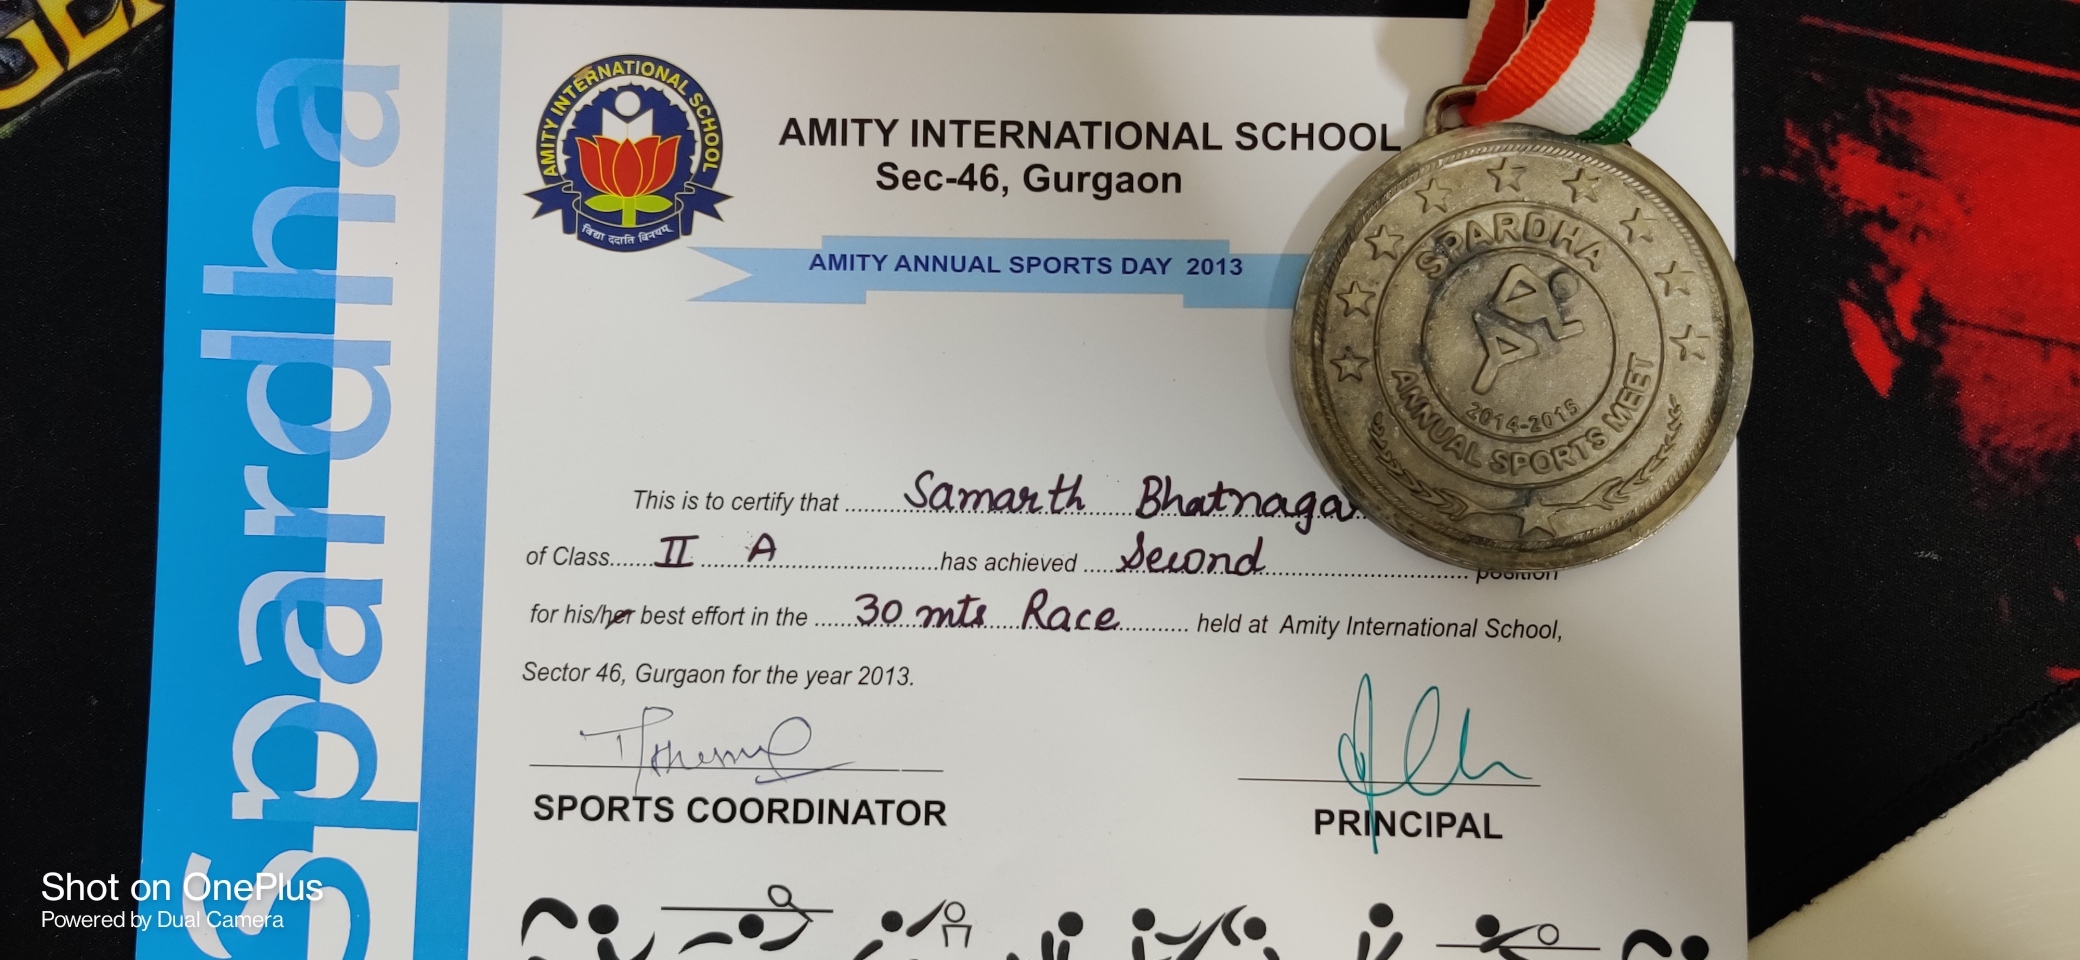 Spardha
AMITY INTERNATIONAL SCHOOL
विद्या ददाति विनयम्
AMITY INTERNATIONAL SCHOOL
Sec-46, Gurgaon
AMITY ANNUAL SPORTS DAY 2013
SPARDHA
2014-2015
ANNUAL SPORTS MEET
This is to certify that Samarth Bhatnagar
of Class II A has achieved Second position
for his/her best effort in the 30 mts Race held at Amity International School,
Sector 46, Gurgaon for the year 2013.
SPORTS COORDINATOR
PRINCIPAL
Shot on OnePlus
Powered by Dual Camera